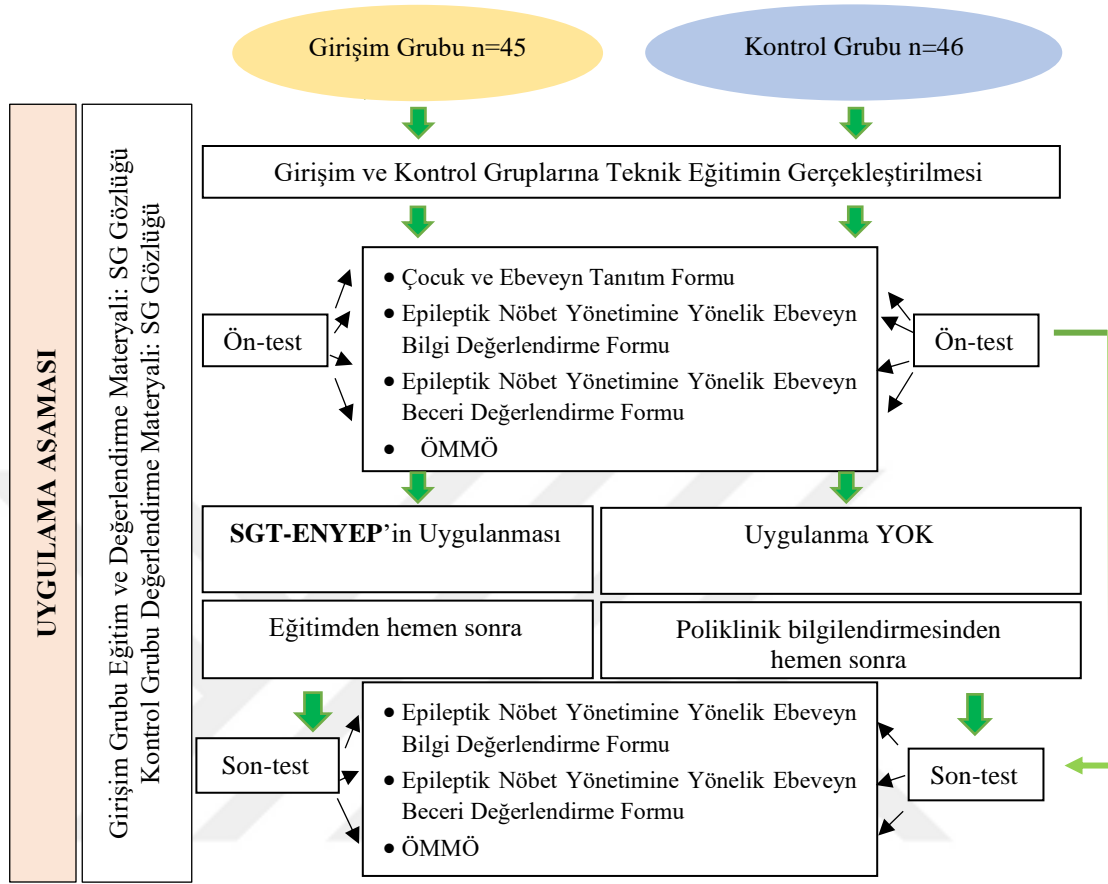 Girişim Grubu n=45
Kontrol Grubu n=46
UYGULAMA AŞAMASI
Girişim Grubu Eğitim ve Değerlendirme Materyali: SG Gözlüğü
Kontrol Grubu Değerlendirme Materyali: SG Gözlüğü
Girişim ve Kontrol Gruplarına Teknik Eğitimin Gerçekleştirilmesi
Ön-test
• Çocuk ve Ebeveyn Tanıtım Formu
• Epileptik Nöbet Yönetimine Yönelik Ebeveyn
Bilgi Değerlendirme Formu
• Epileptik Nöbet Yönetimine Yönelik Ebeveyn
Beceri Değerlendirme Formu
• ÖMMÖ
Ön-test
SGT-ENYEP'in Uygulanması
Uygulanma YOK
Eğitimden hemen sonra
Poliklinik bilgilendirmesinden
hemen sonra
Son-test
• Epileptik Nöbet Yönetimine Yönelik Ebeveyn
Bilgi Değerlendirme Formu
• Epileptik Nöbet Yönetimine Yönelik Ebeveyn
Beceri Değerlendirme Formu
• ÖMMÖ
Son-test